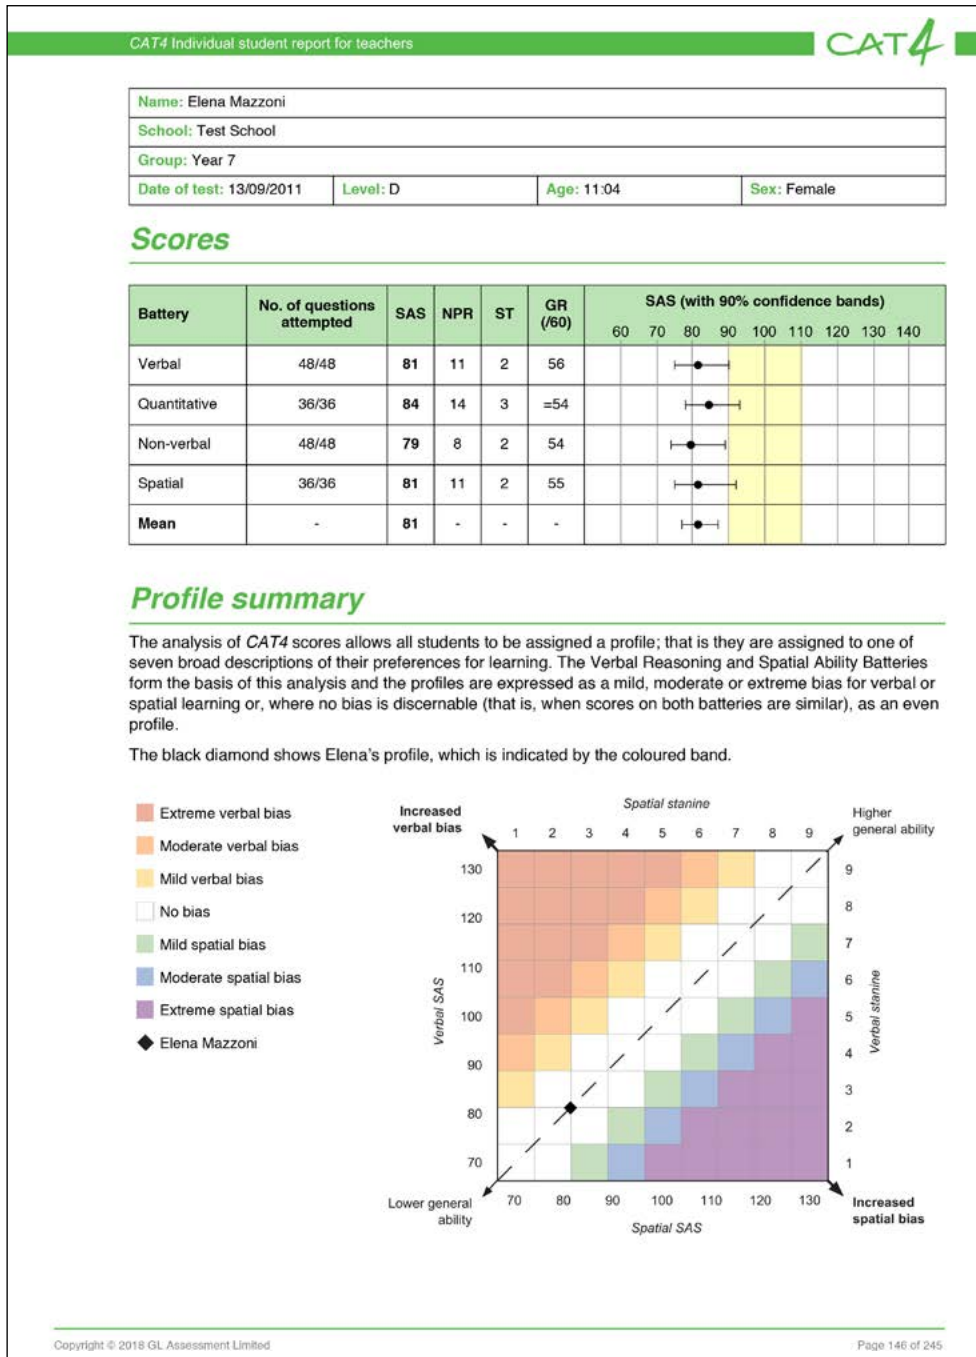 CAT4 Individual student report for teachers
CAT4
Name: Elena Mazzoni
School: Test School
Group: Year 7
Date of test: 13/09/2011 Level: D Age: 11:04 Sex: Female
Scores
Battery No. of questions attempted SAS NPR ST GR (/60) SAS (with 90% confidence bands)
60 70 80 90 100 110 120 130 140
Verbal 48/48 81 11 2 56
Quantitative 36/36 84 14 3 =54
Non-verbal 48/48 79 8 2 54
Spatial 36/36 81 11 2 55
Mean - 81 - - -
Profile summary
The analysis of CAT4 scores allows all students to be assigned a profile; that is they are assigned to one of
seven broad descriptions of their preferences for learning. The Verbal Reasoning and Spatial Ability Batteries
form the basis of this analysis and the profiles are expressed as a mild, moderate or extreme bias for verbal or
spatial learning or, where no bias is discernable (that is, when scores on both batteries are similar), as an even
profile.
The black diamond shows Elena's profile, which is indicated by the coloured band.
Extreme verbal bias
Moderate verbal bias
Mild verbal bias
No bias
Mild spatial bias
Moderate spatial bias
Extreme spatial bias
Elena Mazzoni
Increased
verbal bias
Spatial stanine
1 2 3 4 5 6 7 8 9
Higher
general ability
Verbal SAS
130
120
110
100
90
80
70
9
8
7
6
5
4
3
2
1
Verbal stanine
Lower general
ability
70 80 90 100 110 120 130
Spatial SAS
Increased
spatial bias
Copyright © 2018 GL Assessment Limited
Page 146 of 245